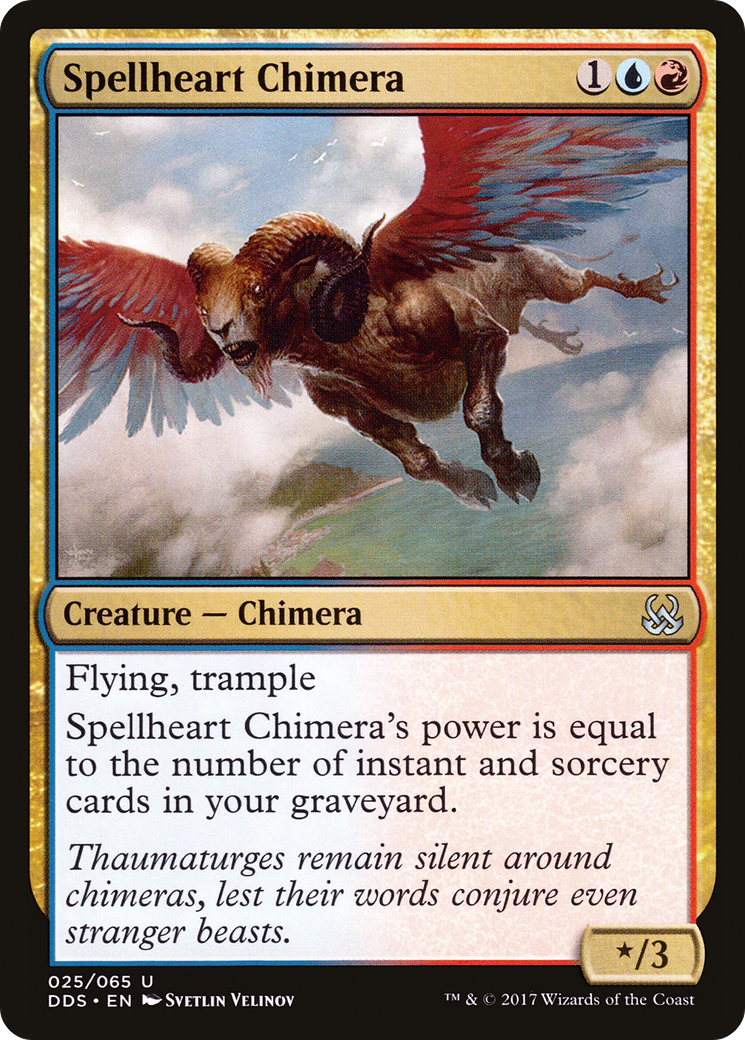 Spellheart Chimera 1
Creature — Chimera
Flying, trample
Spellheart Chimera's power is equal
to the number of instant and sorcery
cards in your graveyard.
Thaumaturges remain silent around
chimeras, lest their words conjure even
stranger beasts.
★/3
025/065 U
DDS • EN Svetlin Velinov
™ & © 2017 Wizards of the Coast